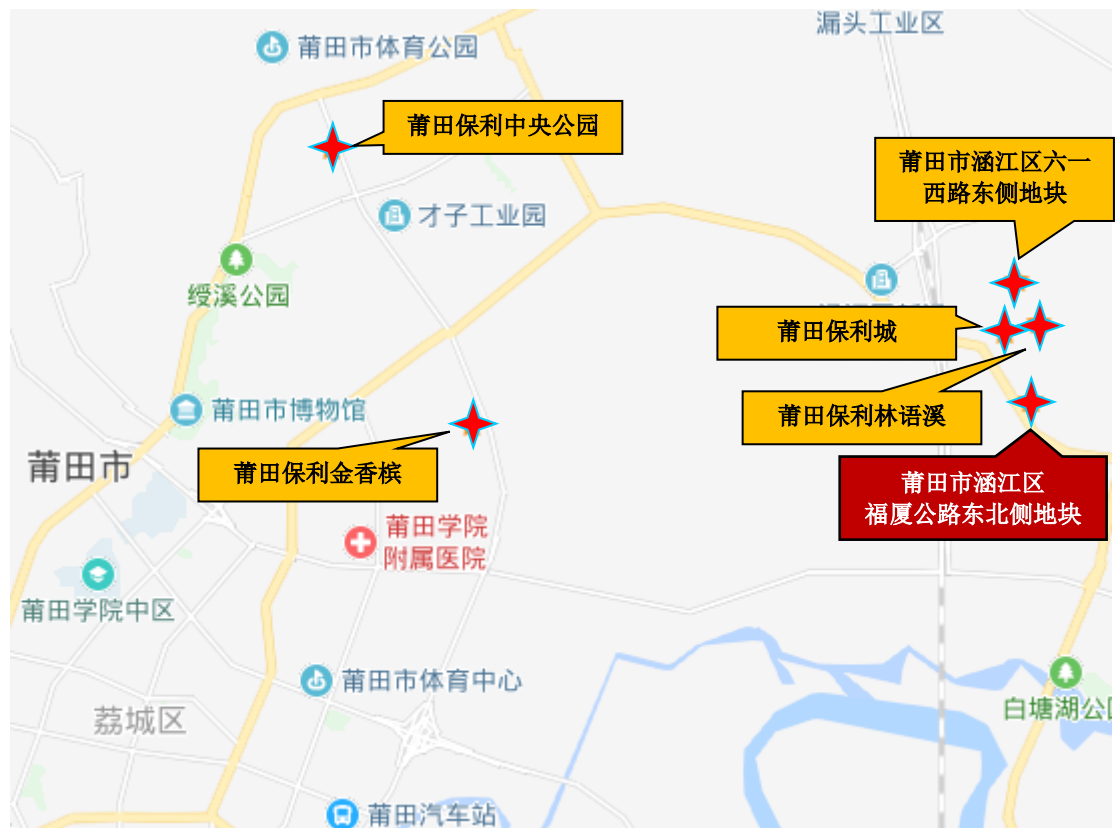 漏头工业区
莆田市体育公园
莆田保利中央公园
莆田市涵江区六一
西路东侧地块
才子工业园
绶溪公园
莆田保利城
莆田保利林语溪
莆田市博物馆
莆田市
莆田保利金香槟
莆田市涵江区
福厦公路东北侧地块
莆田学院
附属医院
莆田学院中区
莆田市体育中心
荔城区
白塘湖公
莆田汽车站